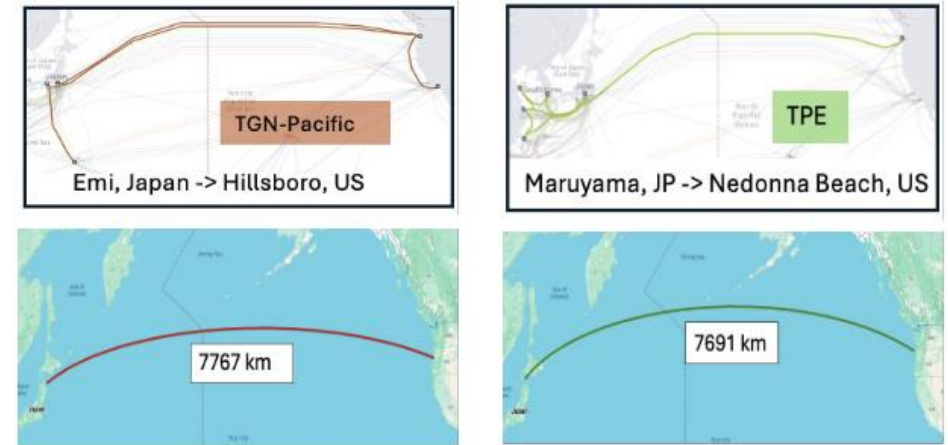 TGN-Pacific
Emi, Japan -> Hillsboro, US
TPE
Maruyama, JP -> Nedonna Beach, US
7767 km
7691 km